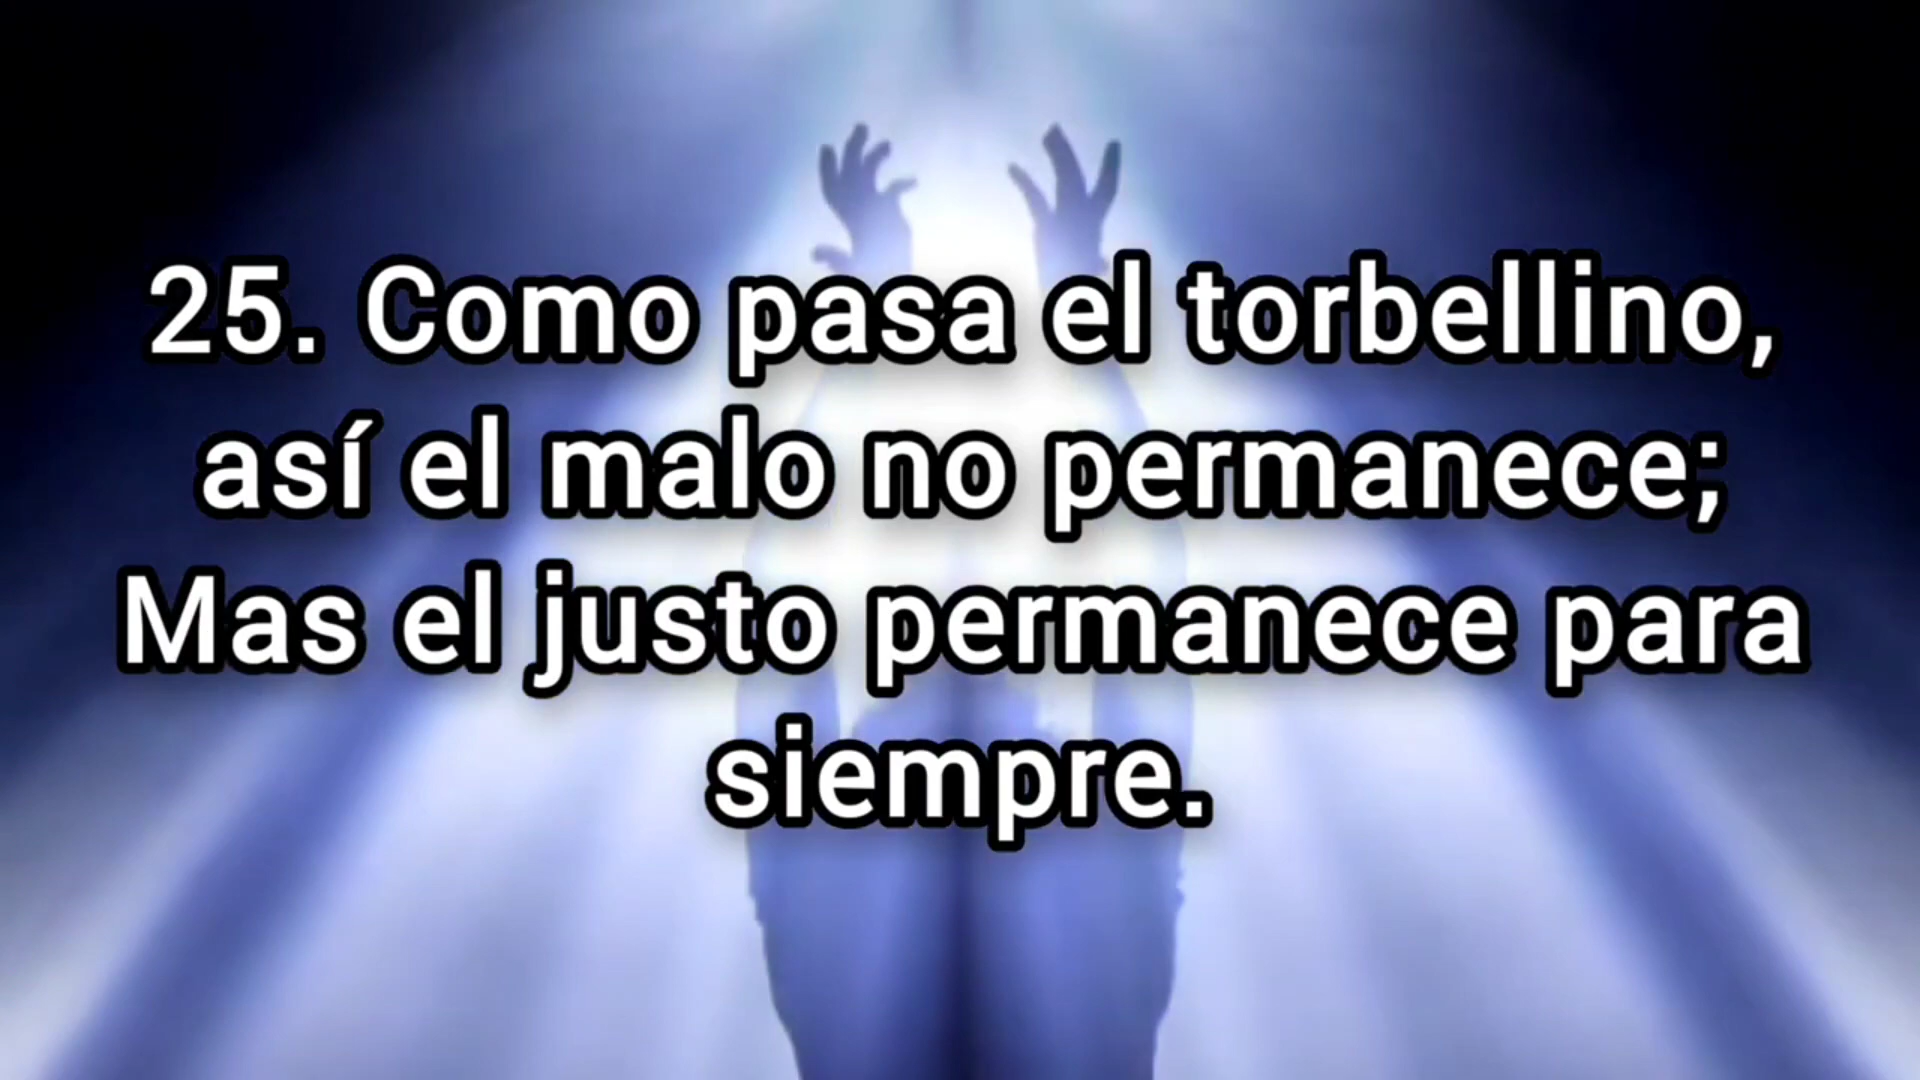 25. Como pasa el torbellino,
así el malo no permanece;
Mas el justo permanece para
siempre.